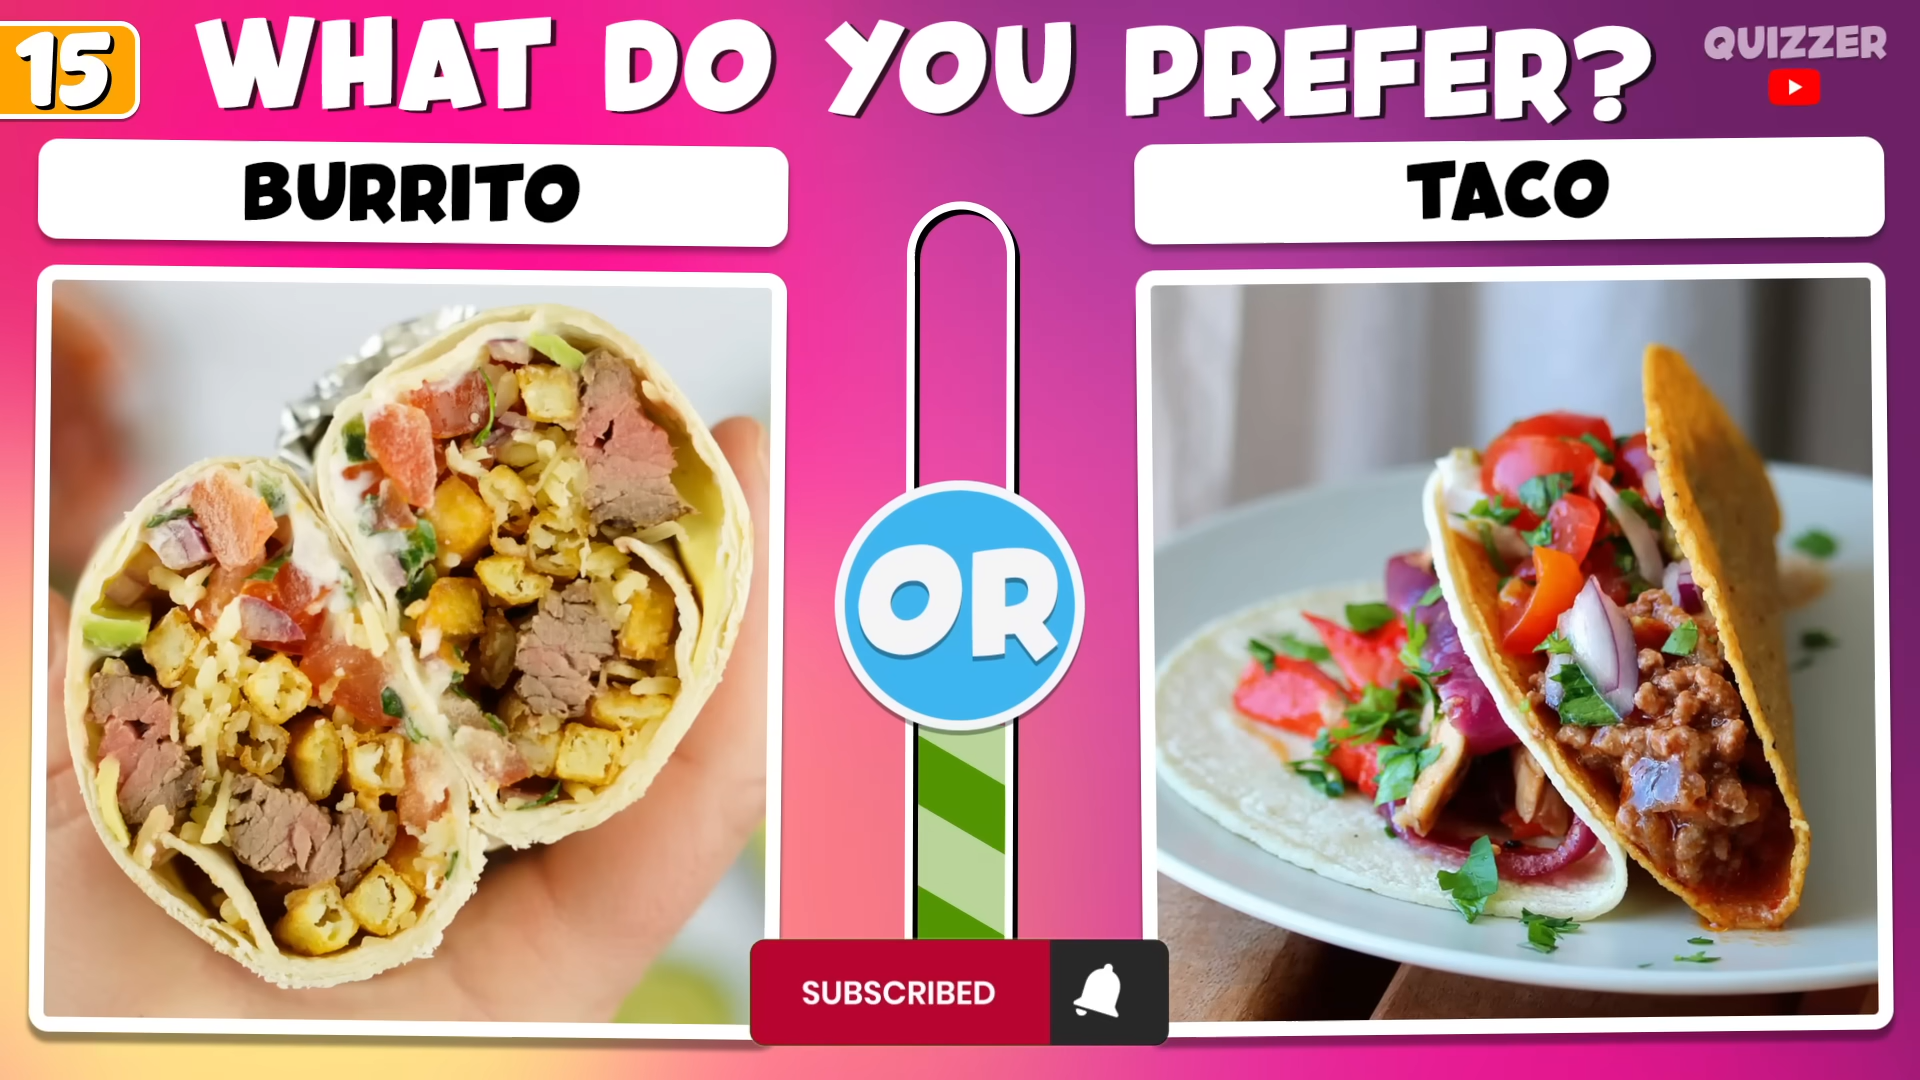 15
WHAT DO YOU PREFER?
QUIZZER
BURRITO
TACO
OR
SUBSCRIBED